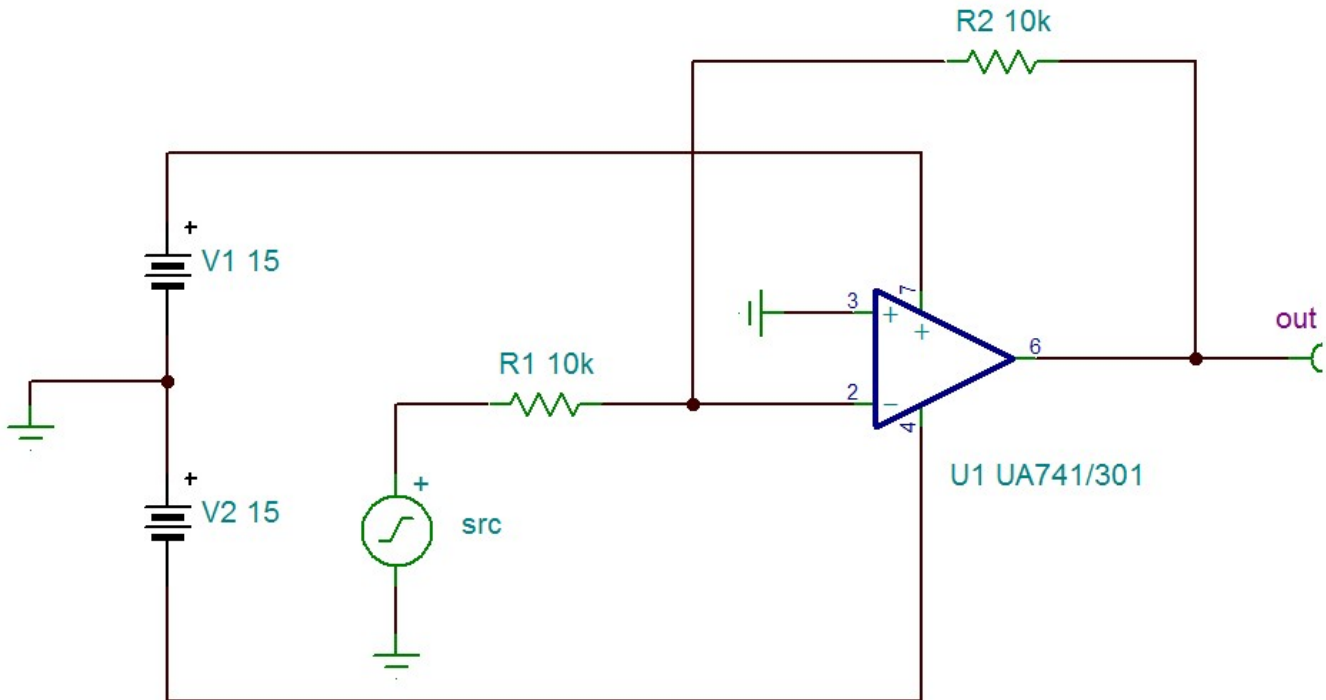 R2 10k
+
V1 15
3
+
7
+
out
6
R1 10k
2
−
4
+
V2 15
+
src
U1 UA741/301